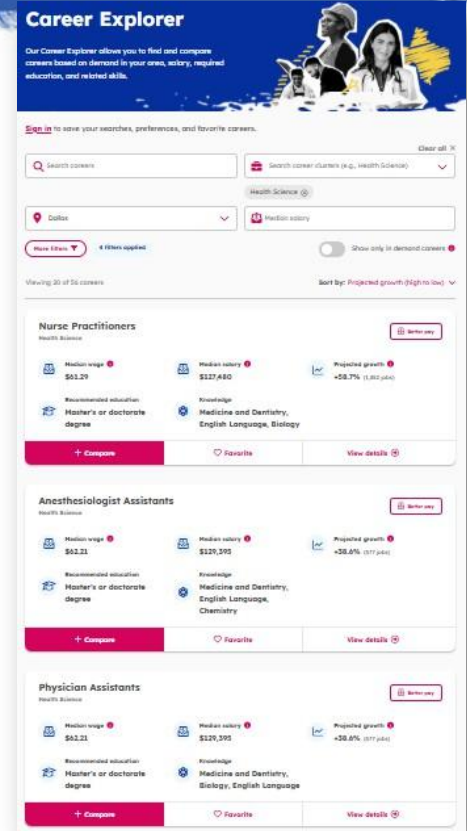 Career Explorer
Our Career Explorer allows you to find and compare
careers based on demand in your area, salary, required
education, and related skills.
Sign in to save your searches, preferences, and favorite careers.
Clear all ×
Search careers
Search career clusters (e.g., Health Science)
Health Science
Dallas
Median salary
More filters
4 filters applied
Show only in demand careers
Viewing 20 of 56 careers
Sort by: Projected growth (high to low)
Nurse Practitioners
Health Science
Better pay
Median wage
$61.29
Median salary
$127,480
Projected growth
+58.7% (1,852 jobs)
Recommended education
Master's or doctorate
degree
Knowledge
Medicine and Dentistry,
English Language, Biology
+ Compare
Favorite
View details
Anesthesiologist Assistants
Health Science
Better pay
Median wage
$62.21
Median salary
$129,395
Projected growth
+38.6% (577 jobs)
Recommended education
Master's or doctorate
degree
Knowledge
Medicine and Dentistry,
English Language,
Chemistry
+ Compare
Favorite
View details
Physician Assistants
Health Science
Better pay
Median wage
$62.21
Median salary
$129,395
Projected growth
+38.6% (577 jobs)
Recommended education
Master's or doctorate
degree
Knowledge
Medicine and Dentistry,
Biology, English Language
+ Compare
Favorite
View details